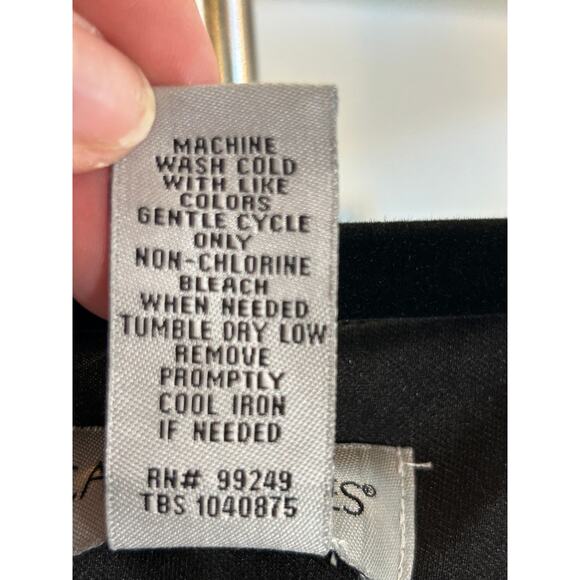 MACHINE
WASH COLD
WITH LIKE
COLORS
GENTLE CYCLE
ONLY
NON-CHLORINE
BLEACH
WHEN NEEDED
TUMBLE DRY LOW
REMOVE
PROMPTLY
COOL IRON
IF NEEDED
RN# 99249
TBS 1040875